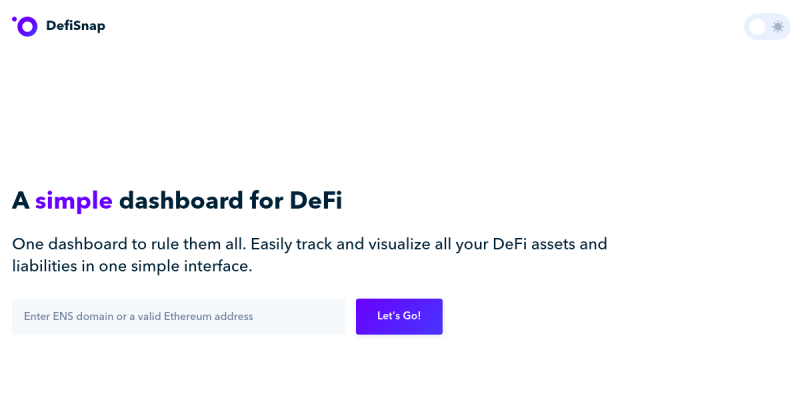 DefiSnap
A simple dashboard for DeFi
One dashboard to rule them all. Easily track and visualize all your DeFi assets and
liabilities in one simple interface.
Enter ENS domain or a valid Ethereum address
Let's Go!